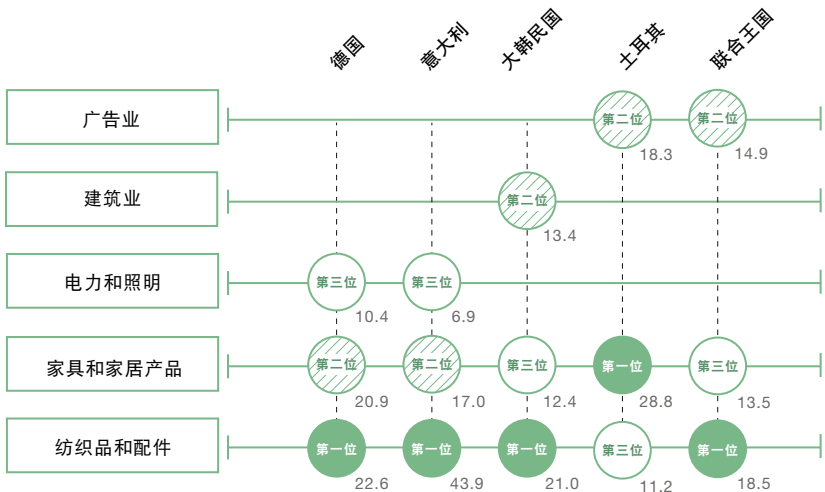 德国
意大利
大韩民国
土耳其
联合王国
广告业
第二位
第二位
18.3
14.9
建筑业
第二位
13.4
电力和照明
第三位
第三位
10.4
6.9
家具和家居产品
第二位
第二位
第三位
第一位
第三位
20.9
17.0
12.4
28.8
13.5
纺织品和配件
第一位
第一位
第一位
第三位
第一位
22.6
43.9
21.0
11.2
18.5